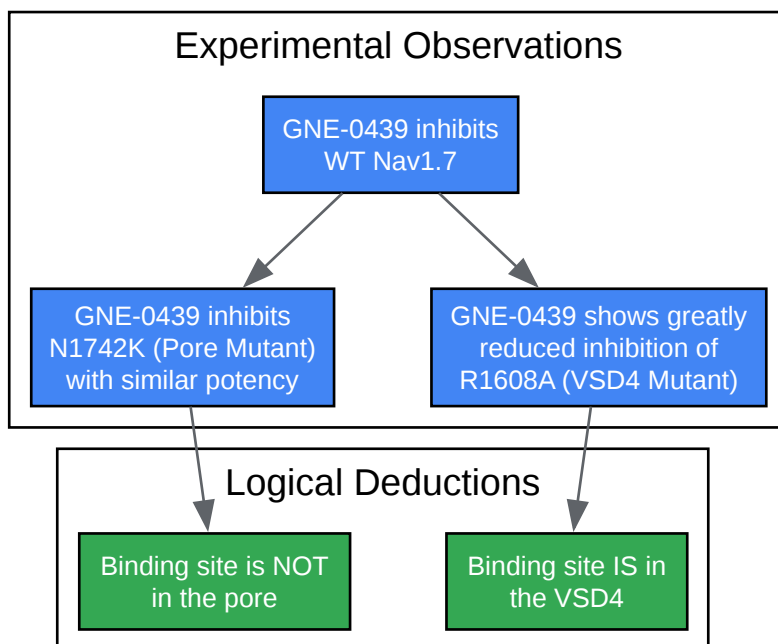 Experimental Observations
GNE-0439 inhibits
WT Nav1.7
GNE-0439 inhibits
N1742K (Pore Mutant)
with similar potency
GNE-0439 shows greatly
reduced inhibition of
R1608A (VSD4 Mutant)
Logical Deductions
Binding site is NOT
in the pore
Binding site IS in
the VSD4